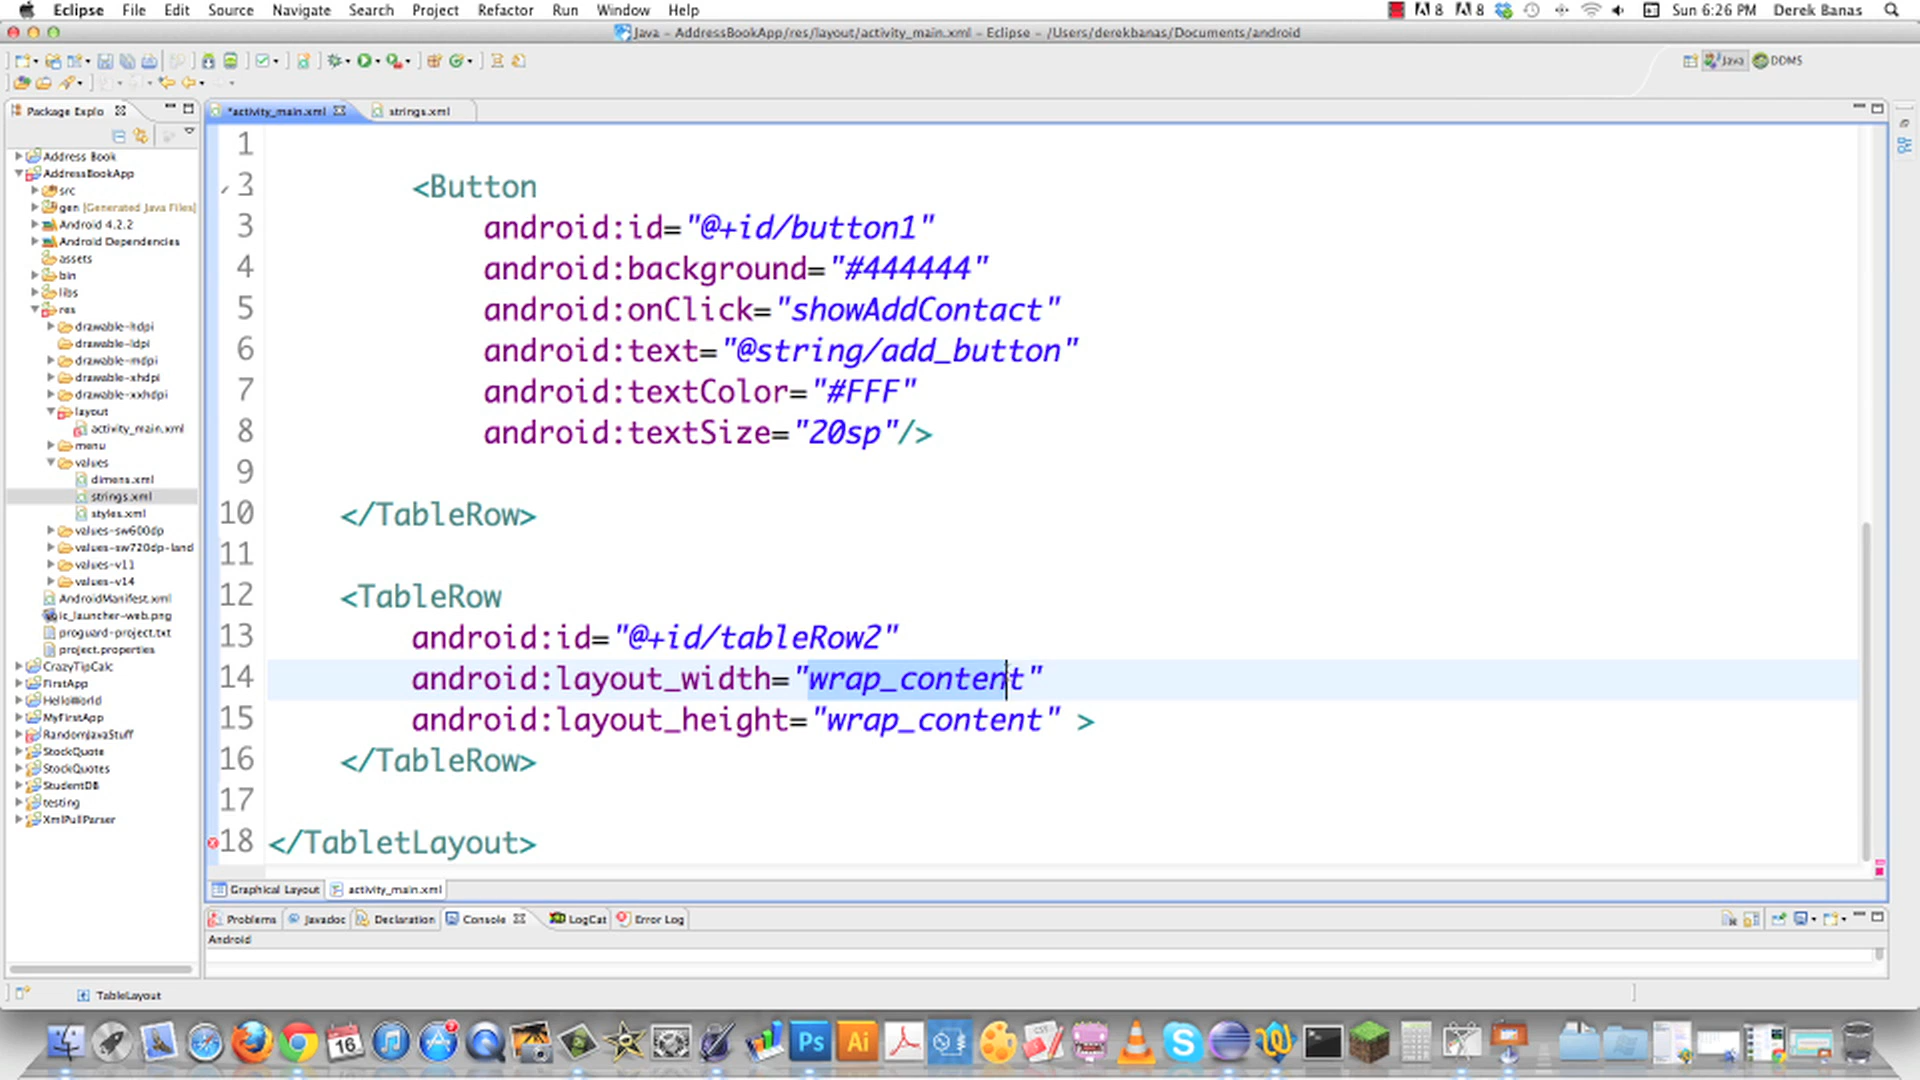 Eclipse File Edit Source Navigate Search Project Refactor Run Window Help 8 8 Sun 6:26 PM Derek Banas
Java – AddressBookApp/res/layout/activity_main.xml – Eclipse – /Users/derekbanas/Documents/android
Java DDMS
Package Explo
*activity_main.xml strings.xml
Address Book
AddressBookApp
src
gen [Generated Java Files]
Android 4.2.2
Android Dependencies
assets
bin
libs
res
drawable-hdpi
drawable-ldpi
drawable-mdpi
drawable-xhdpi
drawable-xxhdpi
layout
activity_main.xml
menu
values
dimens.xml
strings.xml
styles.xml
values-sw600dp
values-sw720dp-land
values-v11
values-v14
AndroidManifest.xml
ic_launcher-web.png
proguard-project.txt
project.properties
CrazyTipCalc
FirstApp
HelloWorld
MyFirstApp
RandomJavaStuff
StockQuote
StockQuotes
StudentDB
testing
XmlPullParser
1
2 <Button
3 android:id="@+id/button1"
4 android:background="#444444"
5 android:onClick="showAddContact"
6 android:text="@string/add_button"
7 android:textColor="#FFF"
8 android:textSize="20sp"/>
9
10 </TableRow>
11
12 <TableRow
13 android:id="@+id/tableRow2"
14 android:layout_width="wrap_content"
15 android:layout_height="wrap_content" >
16 </TableRow>
17
18 </TabletLayout>
Graphical Layout activity_main.xml
Problems Javadoc Declaration Console LogCat Error Log
Android
TableLayout
16 Ps Ai